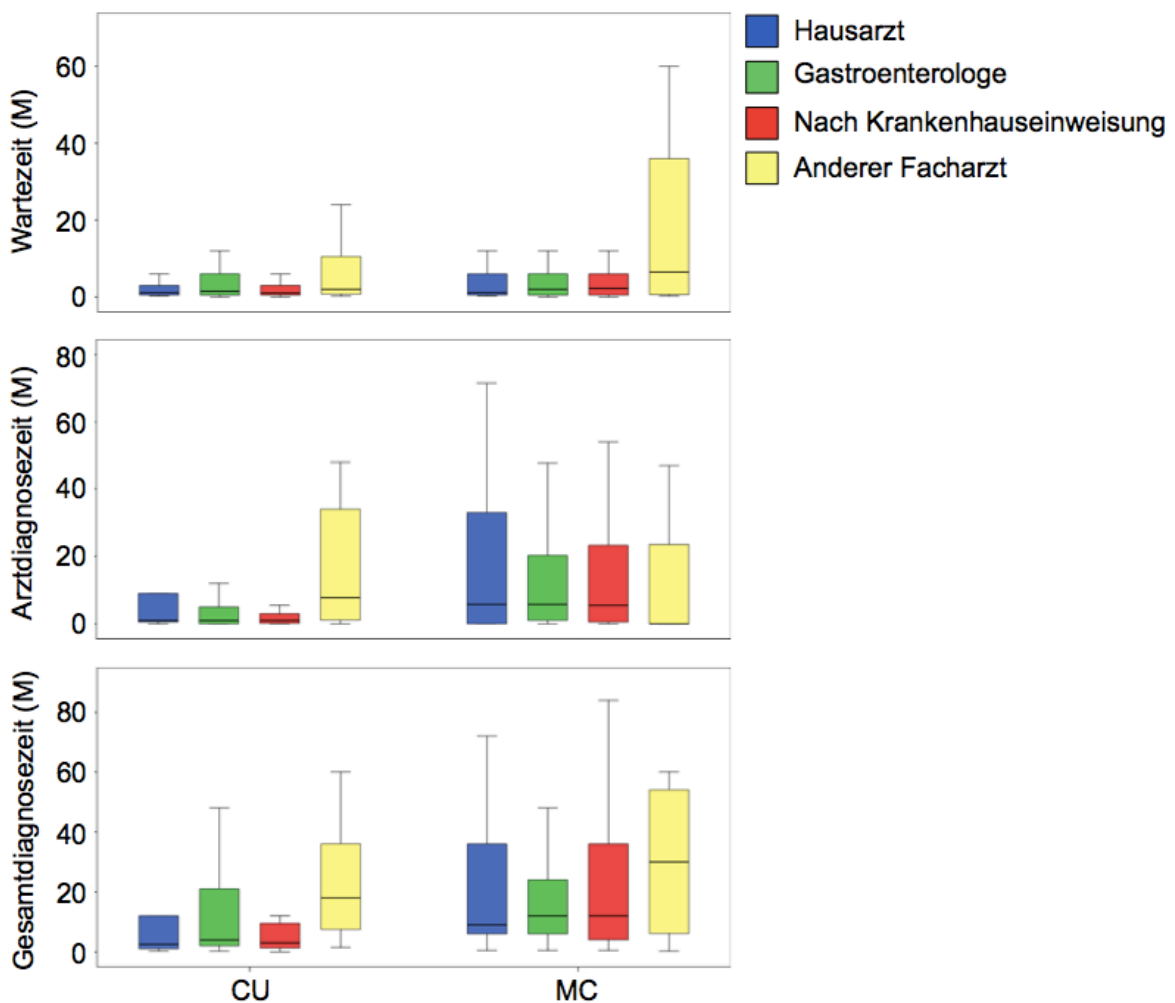 Wartezeit (M)
60
40
20
0
Hausarzt
Gastroenterologe
Nach Krankenhauseinweisung
Anderer Facharzt
Arztdiagnosezeit (M)
80
60
40
20
0
Gesamtdiagnosezeit (M)
80
60
40
20
0
CU MC